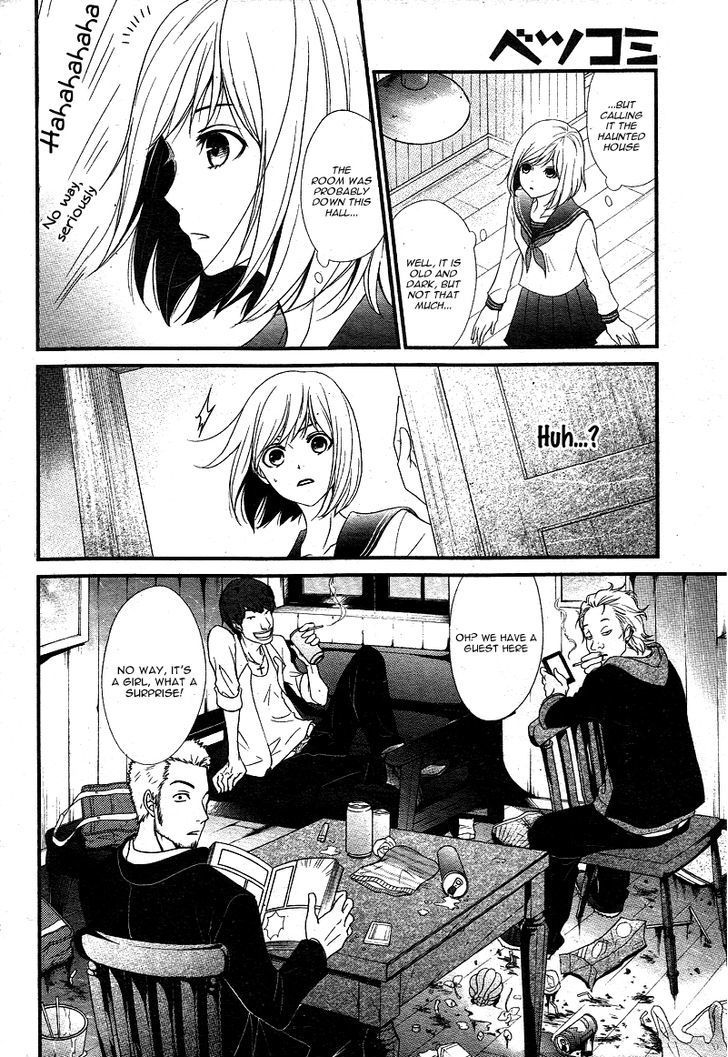 ベツコミ
...BUT
CALLING
IT THE
HAUNTED
HOUSE
WELL, IT IS
OLD AND
DARK, BUT
NOT THAT
MUCH...
THE
ROOM WAS
PROBABLY
DOWN THIS
HALL...
Hahahahaha
No way,
seriously
Huh...?
OH? WE HAVE A
GUEST HERE
NO WAY, IT'S
A GIRL, WHAT A
SURPRISE!